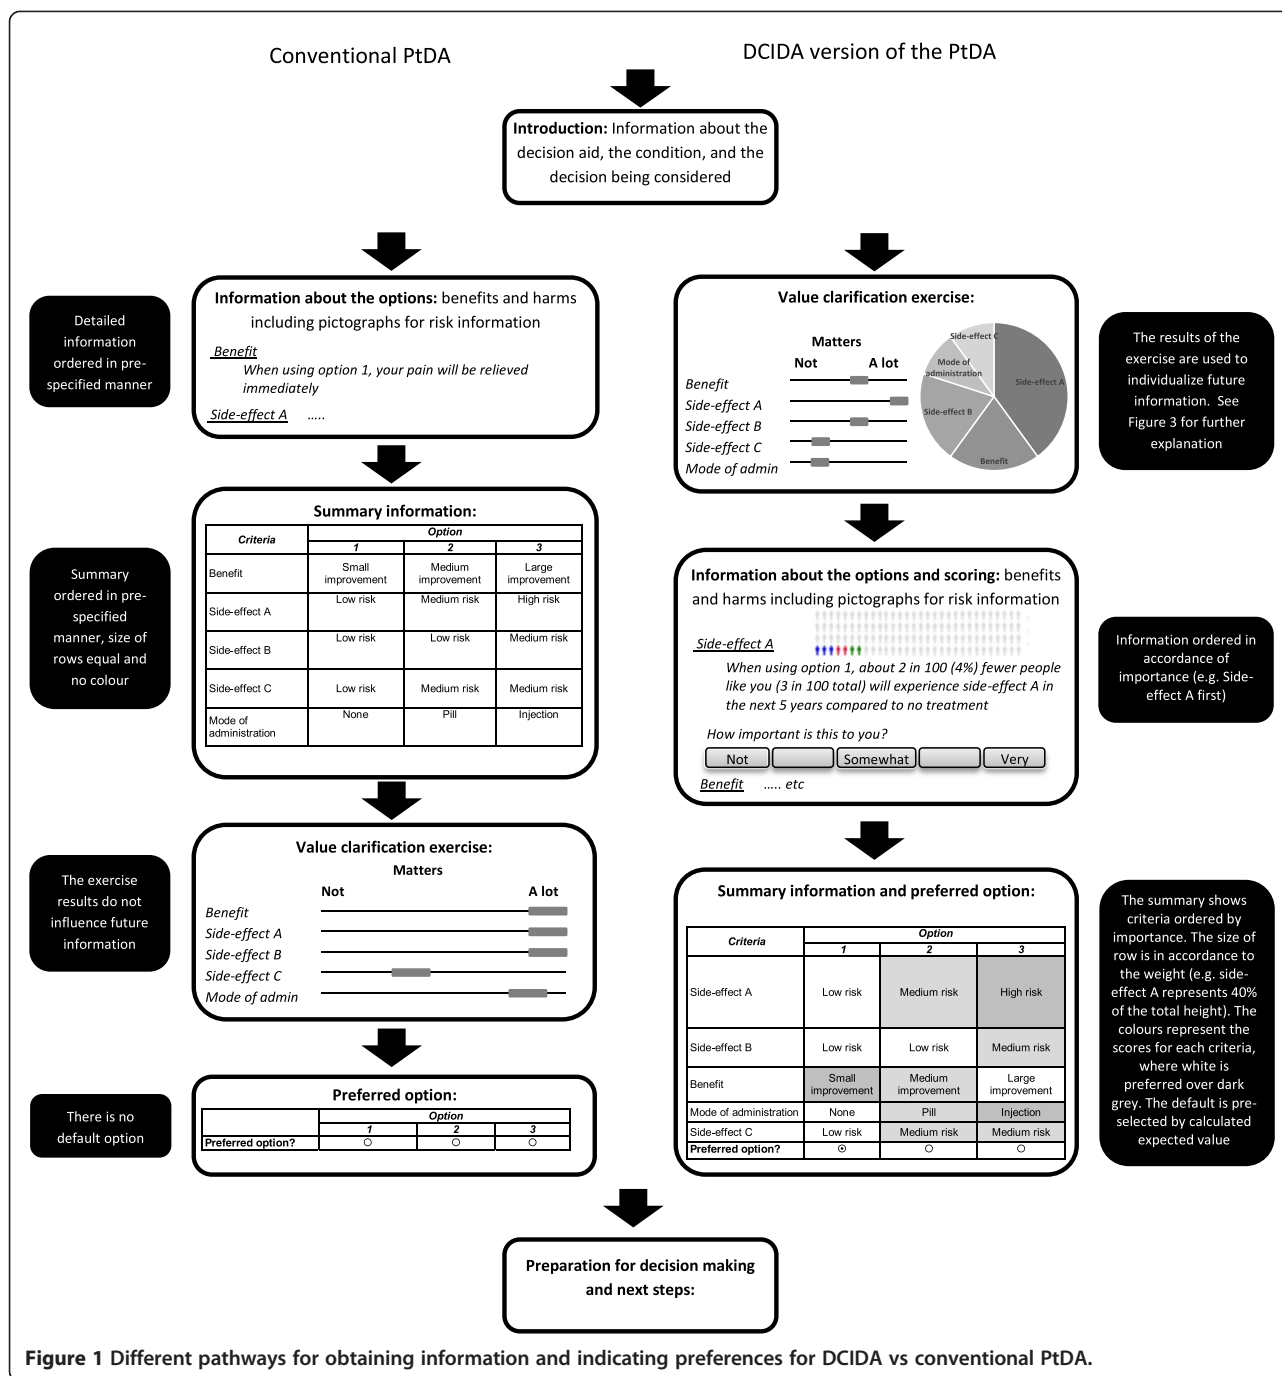 Conventional PtDA
DCIDA version of the PtDA
Introduction: Information about the
decision aid, the condition, and the
decision being considered
Detailed
information
ordered in pre-
specified manner
Information about the options: benefits and harms
including pictographs for risk information
Benefit
When using option 1, your pain will be relieved
immediately
Side-effect A .....
Summary
ordered in pre-
specified
manner, size of
rows equal and
no colour
Summary information:
Criteria Option
1 2 3
Benefit Small improvement Medium improvement Large improvement
Side-effect A Low risk Medium risk High risk
Side-effect B Low risk Low risk Medium risk
Side-effect C Low risk Medium risk Medium risk
Mode of administration None Pill Injection
The exercise
results do not
influence future
information
Value clarification exercise:
Matters
Not A lot
Benefit
Side-effect A
Side-effect B
Side-effect C
Mode of admin
There is no
default option
Preferred option:
Option
1 2 3
Preferred option?
Value clarification exercise:
Matters
Not A lot
Benefit
Side-effect A
Side-effect B
Side-effect C
Mode of admin
Side-effect C
Mode of
administration
Side-effect A
Side-effect B
Benefit
The results of the
exercise are used to
individualize future
information. See
Figure 3 for further
explanation
Information about the options and scoring: benefits
and harms including pictographs for risk information
Side-effect A
When using option 1, about 2 in 100 (4%) fewer people
like you (3 in 100 total) will experience side-effect A in
the next 5 years compared to no treatment
How important is this to you?
Not Somewhat Very
Benefit ..... etc
Information ordered in
accordance of
importance (e.g. Side-
effect A first)
Summary information and preferred option:
Criteria Option
1 2 3
Side-effect A Low risk Medium risk High risk
Side-effect B Low risk Low risk Medium risk
Benefit Small improvement Medium improvement Large improvement
Mode of administration None Pill Injection
Side-effect C Low risk Medium risk Medium risk
Preferred option?
The summary shows
criteria ordered by
importance. The size of
row is in accordance to
the weight (e.g. side-
effect A represents 40%
of the total height). The
colours represent the
scores for each criteria,
where white is
preferred over dark
grey. The default is pre-
selected by calculated
expected value
Preparation for decision making
and next steps:
Figure 1 Different pathways for obtaining information and indicating preferences for DCIDA vs conventional PtDA.